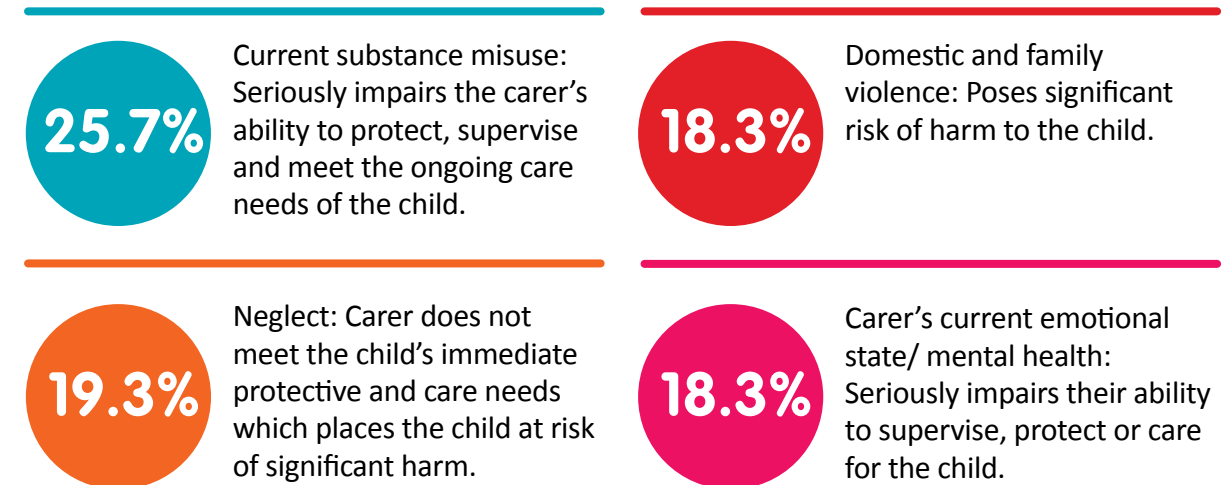 25.7%
Current substance misuse:
Seriously impairs the carer’s
ability to protect, supervise
and meet the ongoing care
needs of the child.
18.3%
Domestic and family
violence: Poses significant
risk of harm to the child.
19.3%
Neglect: Carer does not
meet the child’s immediate
protective and care needs
which places the child at risk
of significant harm.
18.3%
Carer’s current emotional
state/ mental health:
Seriously impairs their ability
to supervise, protect or care
for the child.